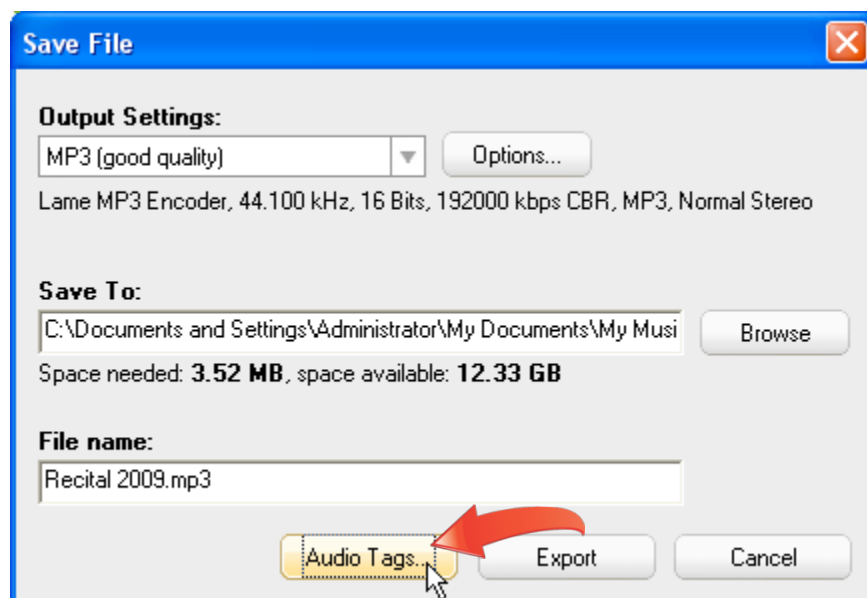 Save File
Output Settings:
MP3 (good quality)
Options...
Lame MP3 Encoder, 44.100 kHz, 16 Bits, 192000 kbps CBR, MP3, Normal Stereo
Save To:
C:\Documents and Settings\Administrator\My Documents\My Musi
Browse
Space needed: 3.52 MB, space available: 12.33 GB
File name:
Recital 2009.mp3
Audio Tags... Export Cancel